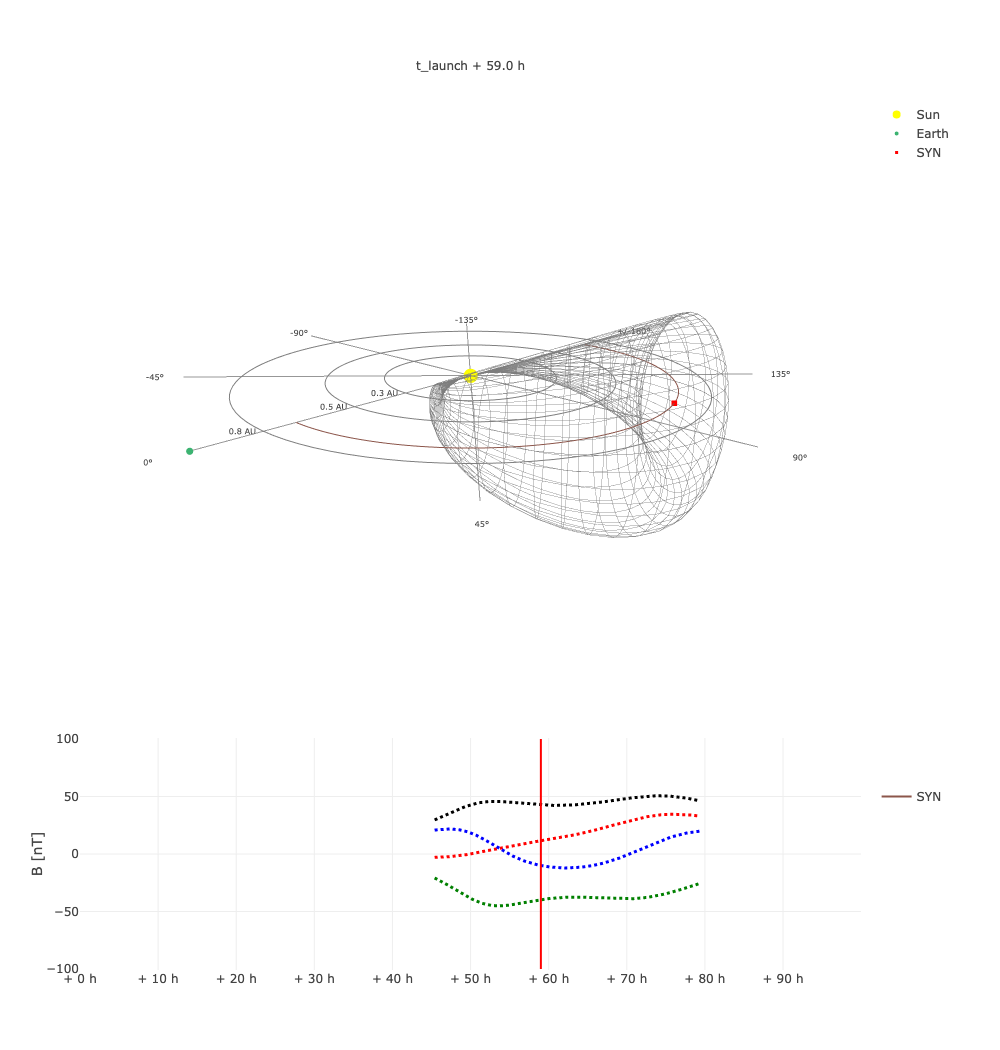 t_launch + 59.0 h
Sun
Earth
SYN
-135°
-90°
+/-180°
-45°
135°
0.3 AU
0.5 AU
0.8 AU
0°
90°
45°
100
50
0
−50
−100
B [nT]
SYN
+ 0 h + 10 h + 20 h + 30 h + 40 h + 50 h + 60 h + 70 h + 80 h + 90 h